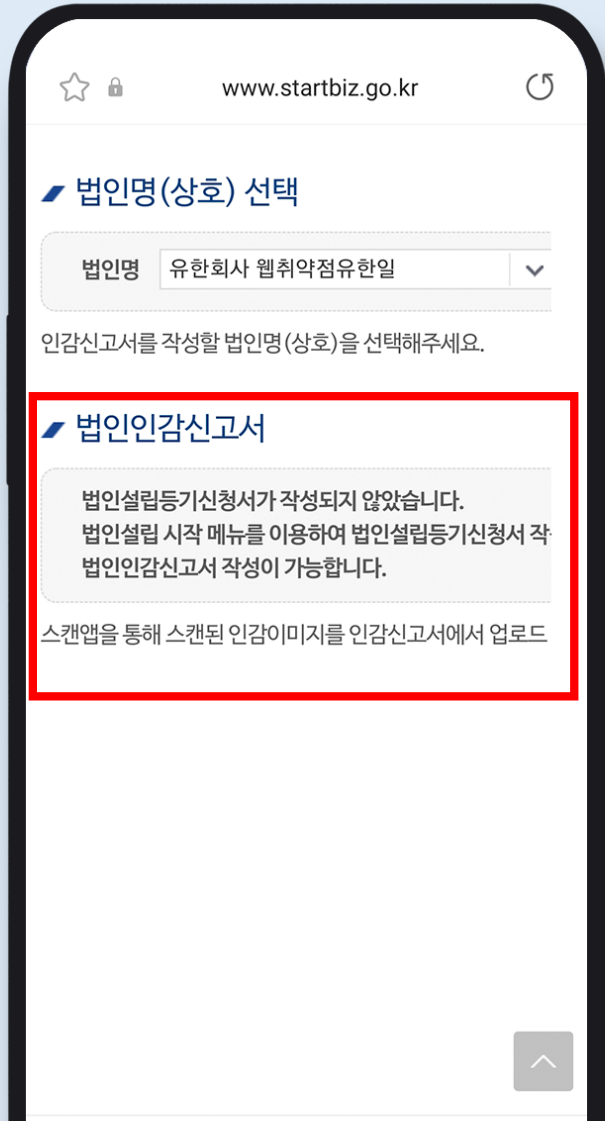 www.startbiz.go.kr
법인명(상호) 선택
법인명 유한회사 웹취약점유한일
인감신고서를 작성할 법인명(상호)을 선택해주세요.
법인인감신고서
법인설립등기신청서가 작성되지 않았습니다.
법인설립 시작 메뉴를 이용하여 법인설립등기신청서 작
법인인감신고서 작성이 가능합니다.
스캔앱을 통해 스캔된 인감이미지를 인감신고서에서 업로드